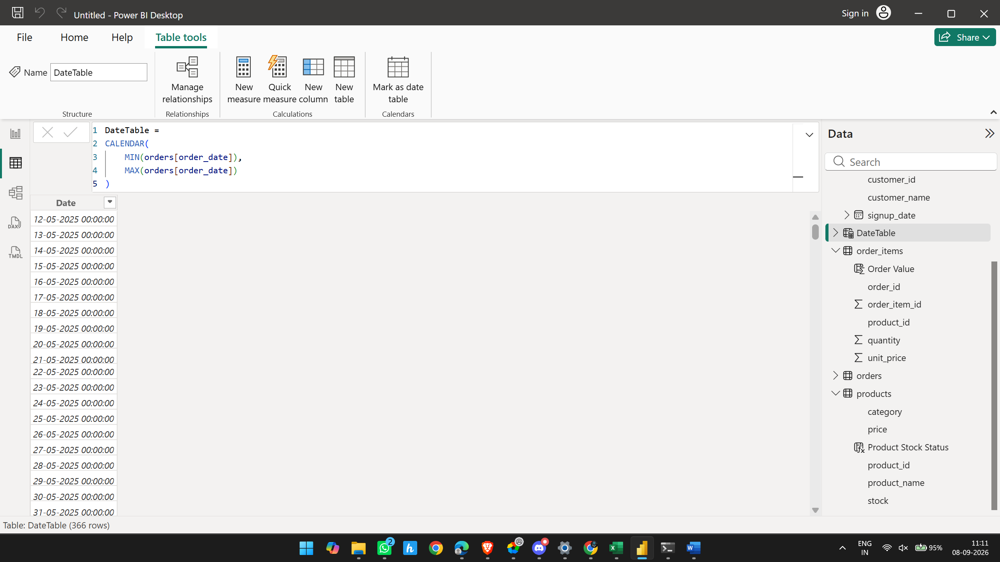 Untitled - Power BI Desktop
Sign in
File Home Help Table tools
Share
Name DateTable
Manage relationships
New measure
Quick measure
New column
New table
Mark as date table
Structure
Relationships
Calculations
Calendars
1 DateTable =
2 CALENDAR(
3 MIN(orders[order_date]),
4 MAX(orders[order_date])
5 )
DAX
TMDL
Date
12-05-2025 00:00:00
13-05-2025 00:00:00
14-05-2025 00:00:00
15-05-2025 00:00:00
16-05-2025 00:00:00
17-05-2025 00:00:00
18-05-2025 00:00:00
19-05-2025 00:00:00
20-05-2025 00:00:00
21-05-2025 00:00:00
22-05-2025 00:00:00
23-05-2025 00:00:00
24-05-2025 00:00:00
25-05-2025 00:00:00
26-05-2025 00:00:00
27-05-2025 00:00:00
28-05-2025 00:00:00
29-05-2025 00:00:00
30-05-2025 00:00:00
31-05-2025 00:00:00
Data
Search
customer_id
customer_name
signup_date
DateTable
order_items
Order Value
order_id
order_item_id
product_id
quantity
unit_price
orders
products
category
price
Product Stock Status
product_id
product_name
stock
Table: DateTable (366 rows)
2
ENG
IN
95%
11:11
08-09-2026